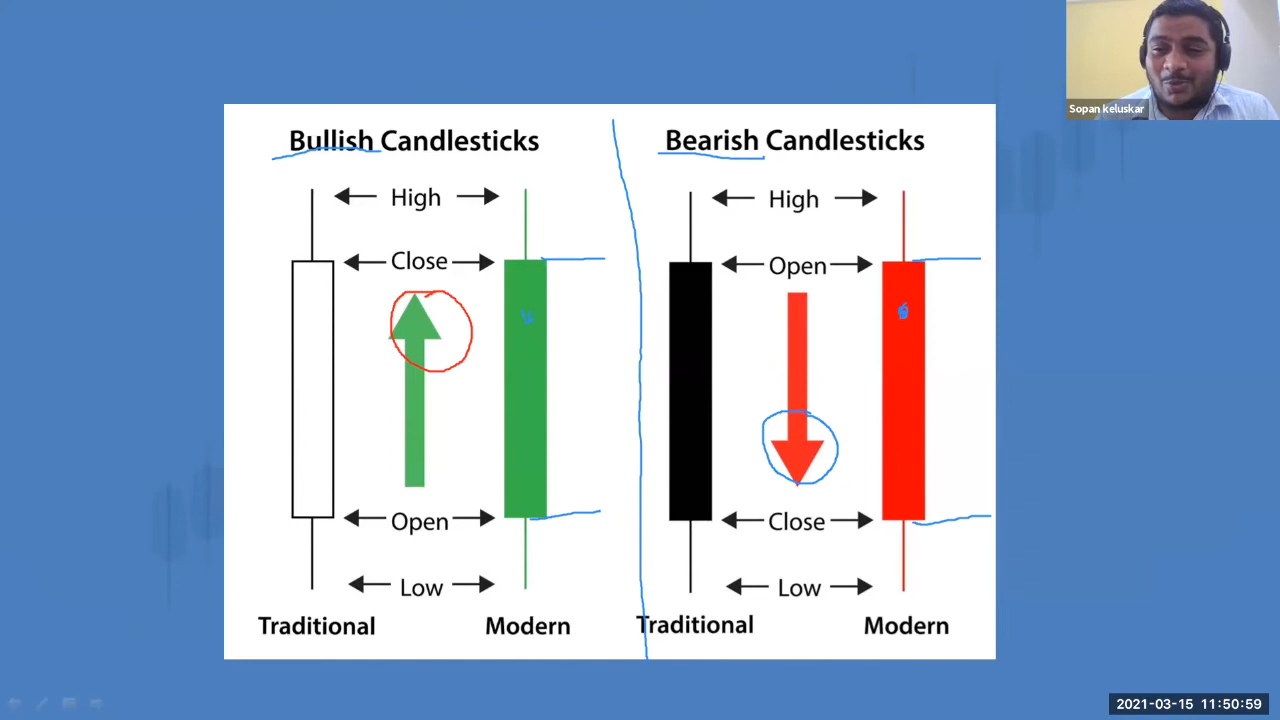 Sopan keluskar
Bullish Candlesticks
High
Close
Open
Low
Traditional
Modern
Bearish Candlesticks
High
Open
Close
Low
Traditional
Modern
2021-03-15 11:50:59